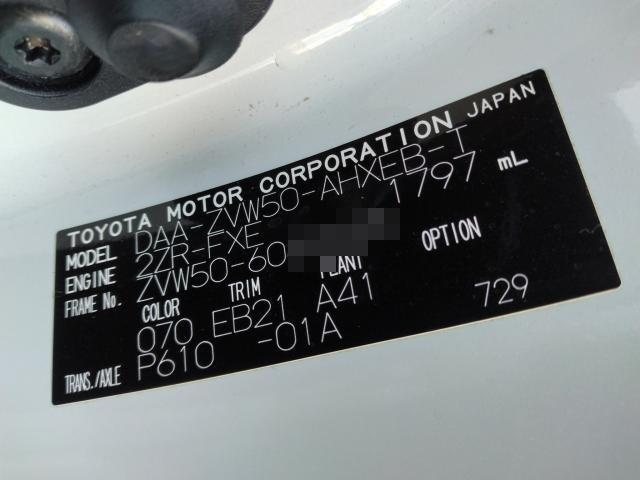 TOYOTA MOTOR CORPORATION JAPAN
MODEL DAA-ZVW50-AHXEB-T
ENGINE 2ZR-FXE 1797 mL
FRAME No. ZVW50-60
COLOR TRIM PLANT OPTION
070 EB21 A41 729
TRANS./AXLE P610 -01A